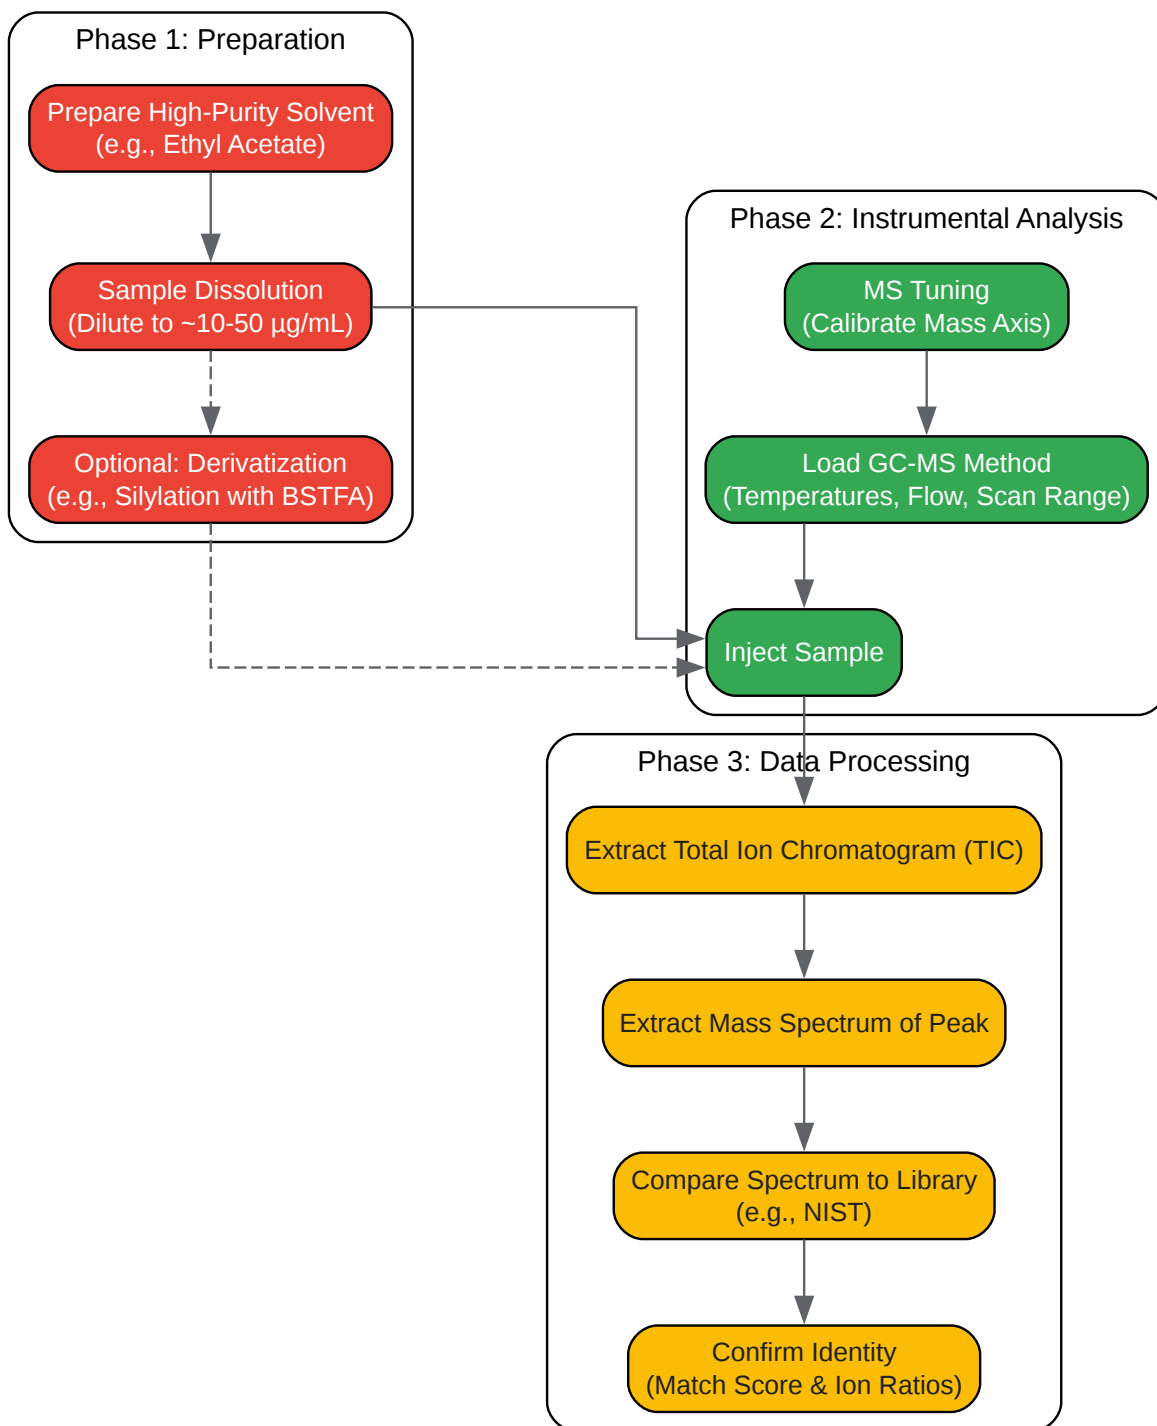 Phase 1: Preparation
Prepare High-Purity Solvent
(e.g., Ethyl Acetate)
Sample Dissolution
(Dilute to ~10-50 µg/mL)
Optional: Derivatization
(e.g., Silylation with BSTFA)
Phase 2: Instrumental Analysis
MS Tuning
(Calibrate Mass Axis)
Load GC-MS Method
(Temperatures, Flow, Scan Range)
Inject Sample
Phase 3: Data Processing
Extract Total Ion Chromatogram (TIC)
Extract Mass Spectrum of Peak
Compare Spectrum to Library
(e.g., NIST)
Confirm Identity
(Match Score & Ion Ratios)